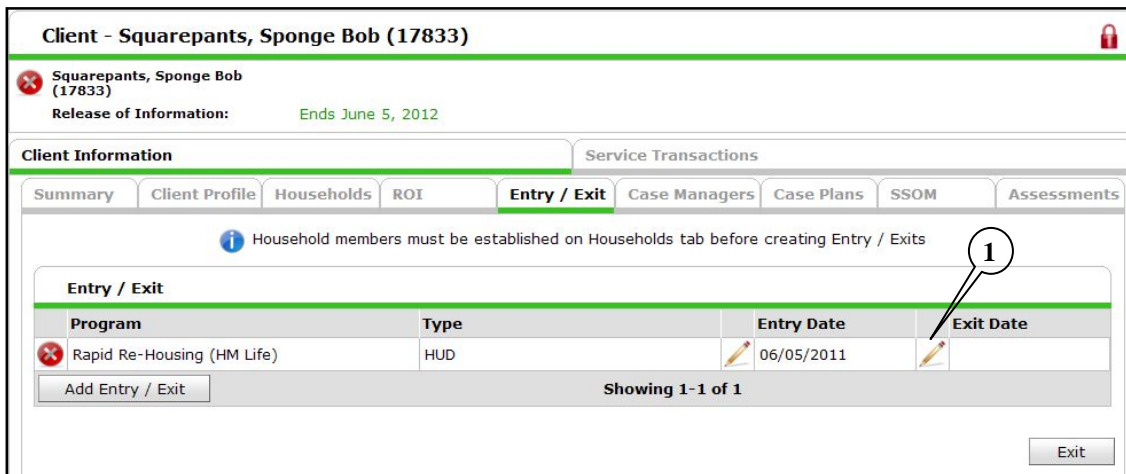 Client - Squarepants, Sponge Bob (17833)
Squarepants, Sponge Bob
(17833)
Release of Information: Ends June 5, 2012
Client Information Service Transactions
Summary Client Profile Households ROI Entry / Exit Case Managers Case Plans SSOM Assessments
Household members must be established on Households tab before creating Entry / Exits
1
Entry / Exit
Program Type Entry Date Exit Date
Rapid Re-Housing (HM Life) HUD 06/05/2011
Add Entry / Exit Showing 1-1 of 1
Exit